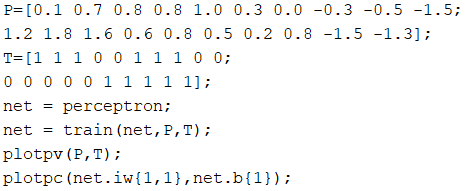 P=[0.1 0.7 0.8 0.8 1.0 0.3 0.0 -0.3 -0.5 -1.5;
1.2 1.8 1.6 0.6 0.8 0.5 0.2 0.8 -1.5 -1.3];
T=[1 1 1 0 0 1 1 1 0 0;
0 0 0 0 0 1 1 1 1 1];
net = perceptron;
net = train(net,P,T);
plotpv(P,T);
plotpc(net.iw{1,1},net.b{1});